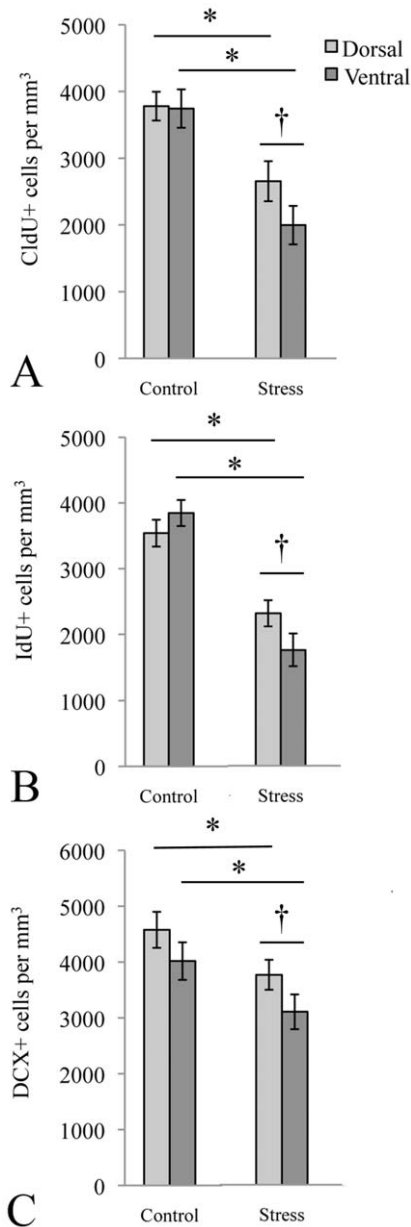 5000
4000
3000
2000
1000
0
CldU+ cells per mm³
*
*
†
Dorsal
Ventral
A
Control Stress
5000
4000
3000
2000
1000
0
IdU+ cells per mm³
*
*
†
B
Control Stress
6000
5000
4000
3000
2000
1000
0
DCX+ cells per mm³
*
*
†
C
Control Stress